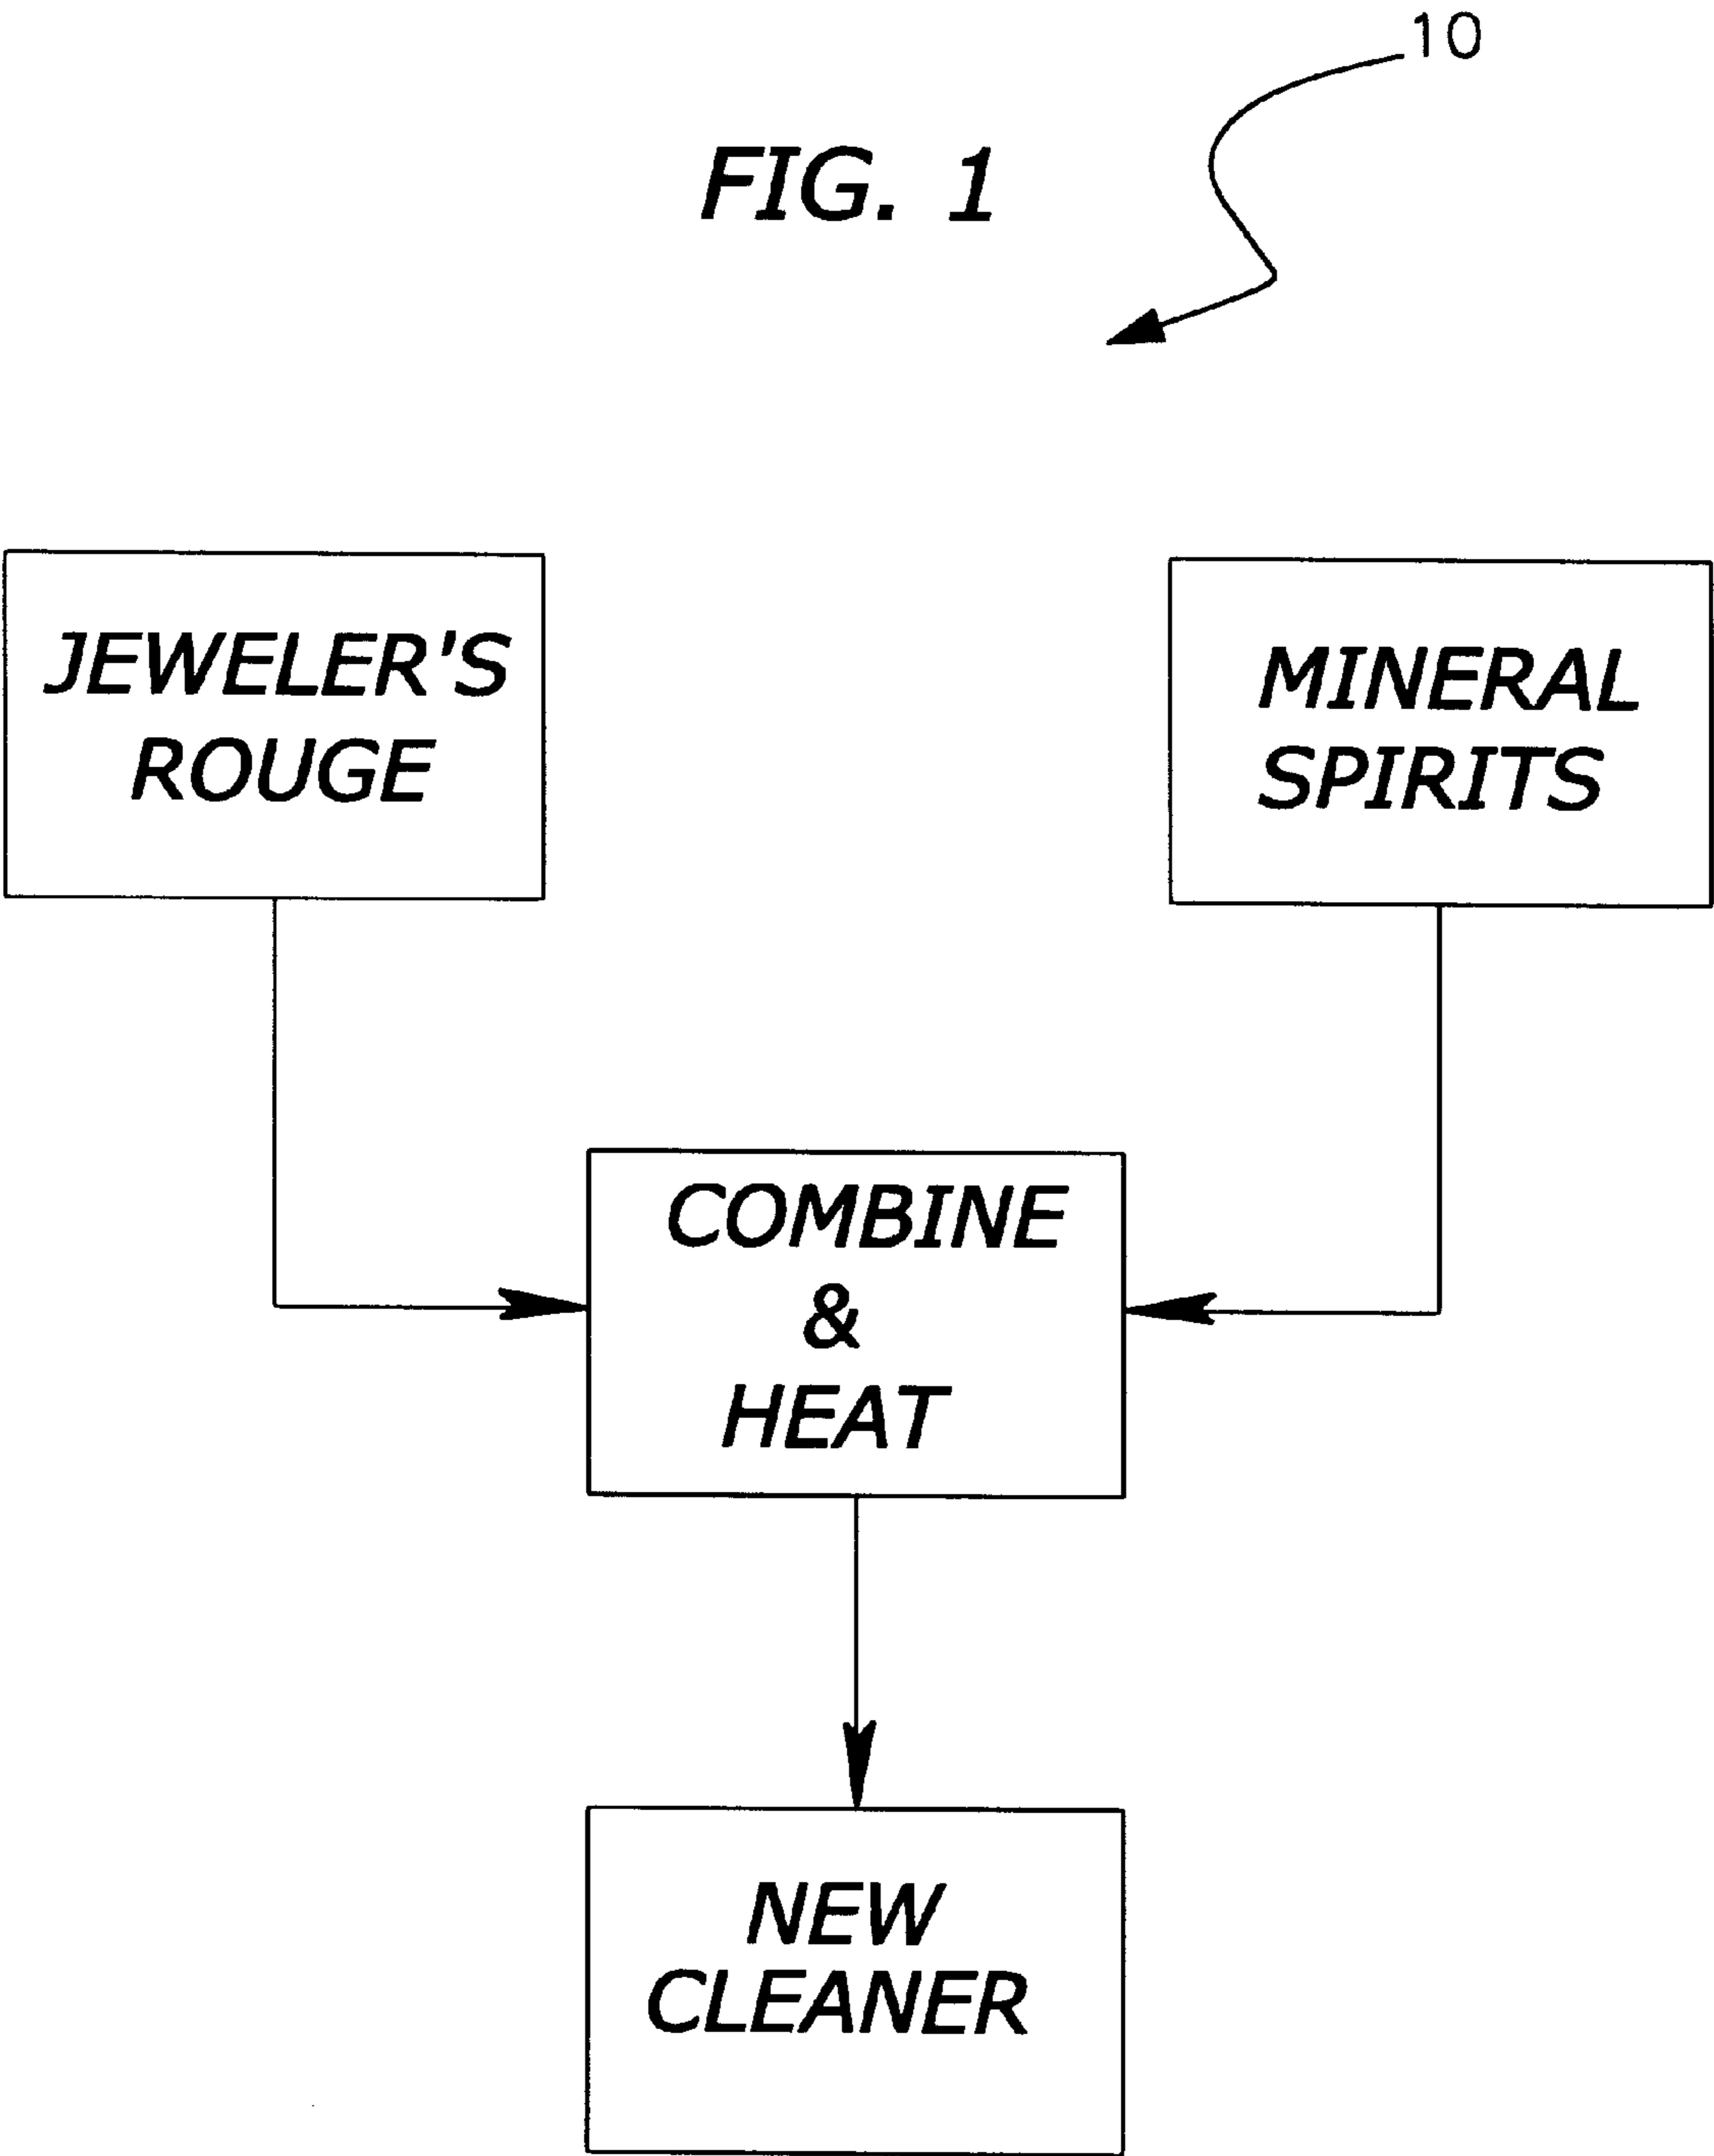 10
FIG. 1
JEWELER'S
ROUGE
MINERAL
SPIRITS
COMBINE
&
HEAT
NEW
CLEANER